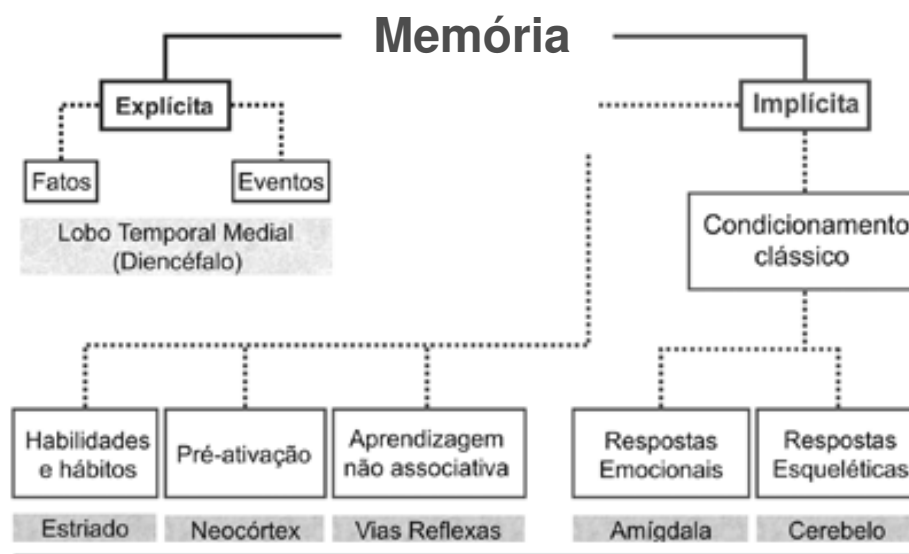 Memória
Explícita
Implícita
Fatos
Eventos
Lobo Temporal Medial
(Diencéfalo)
Condicionamento
clássico
Habilidades
e hábitos
Pré-ativação
Aprendizagem
não associativa
Respostas
Emocionais
Respostas
Esqueléticas
Estriado
Neocórtex
Vias Reflexas
Amígdala
Cerebelo